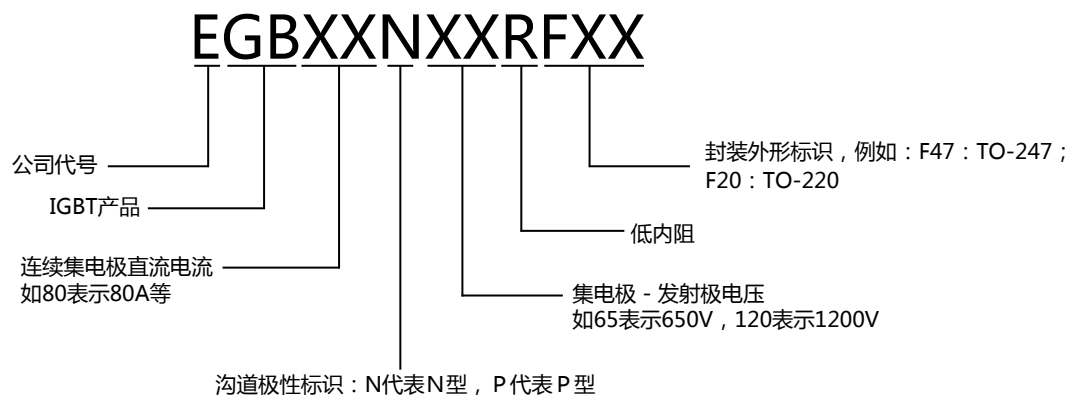 EGBXXNXXRFXX
公司代号
封装外形标识，例如：F47：TO-247；
F20：TO-220
IGBT产品
低内阻
连续集电极直流电流
如80表示80A等
集电极 - 发射极电压
如65表示650V，120表示1200V
沟道极性标识：N代表N型， P代表P型